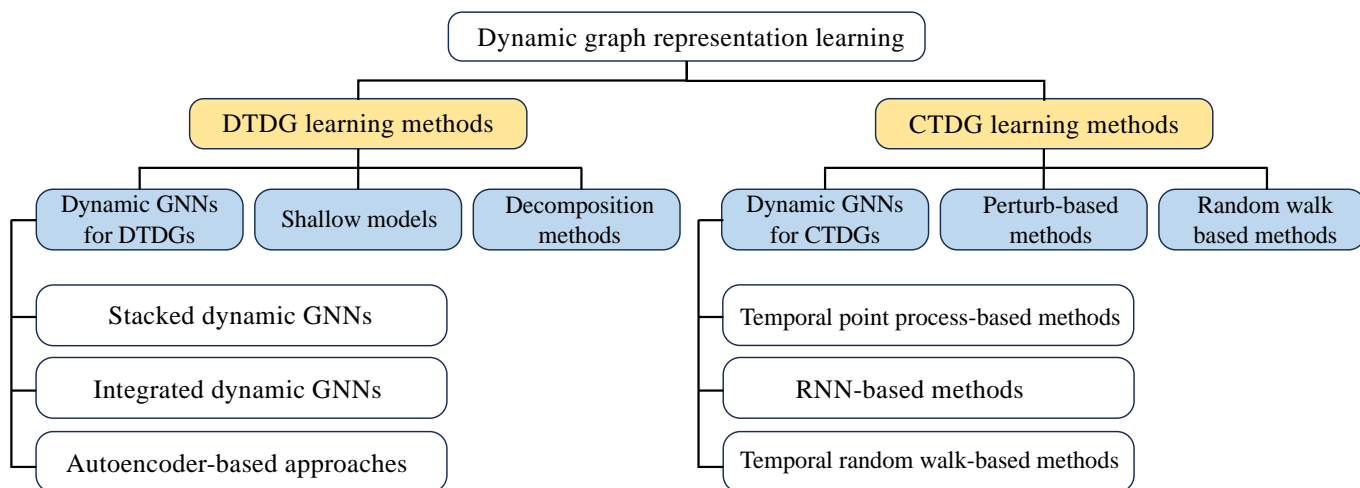 Dynamic graph representation learning
DTDG learning methods
CTDG learning methods
Dynamic GNNs
for DTDGs
Shallow models
Decomposition
methods
Dynamic GNNs
for CTDGs
Perturb-based
methods
Random walk
based methods
Stacked dynamic GNNs
Integrated dynamic GNNs
Autoencoder-based approaches
Temporal point process-based methods
RNN-based methods
Temporal random walk-based methods